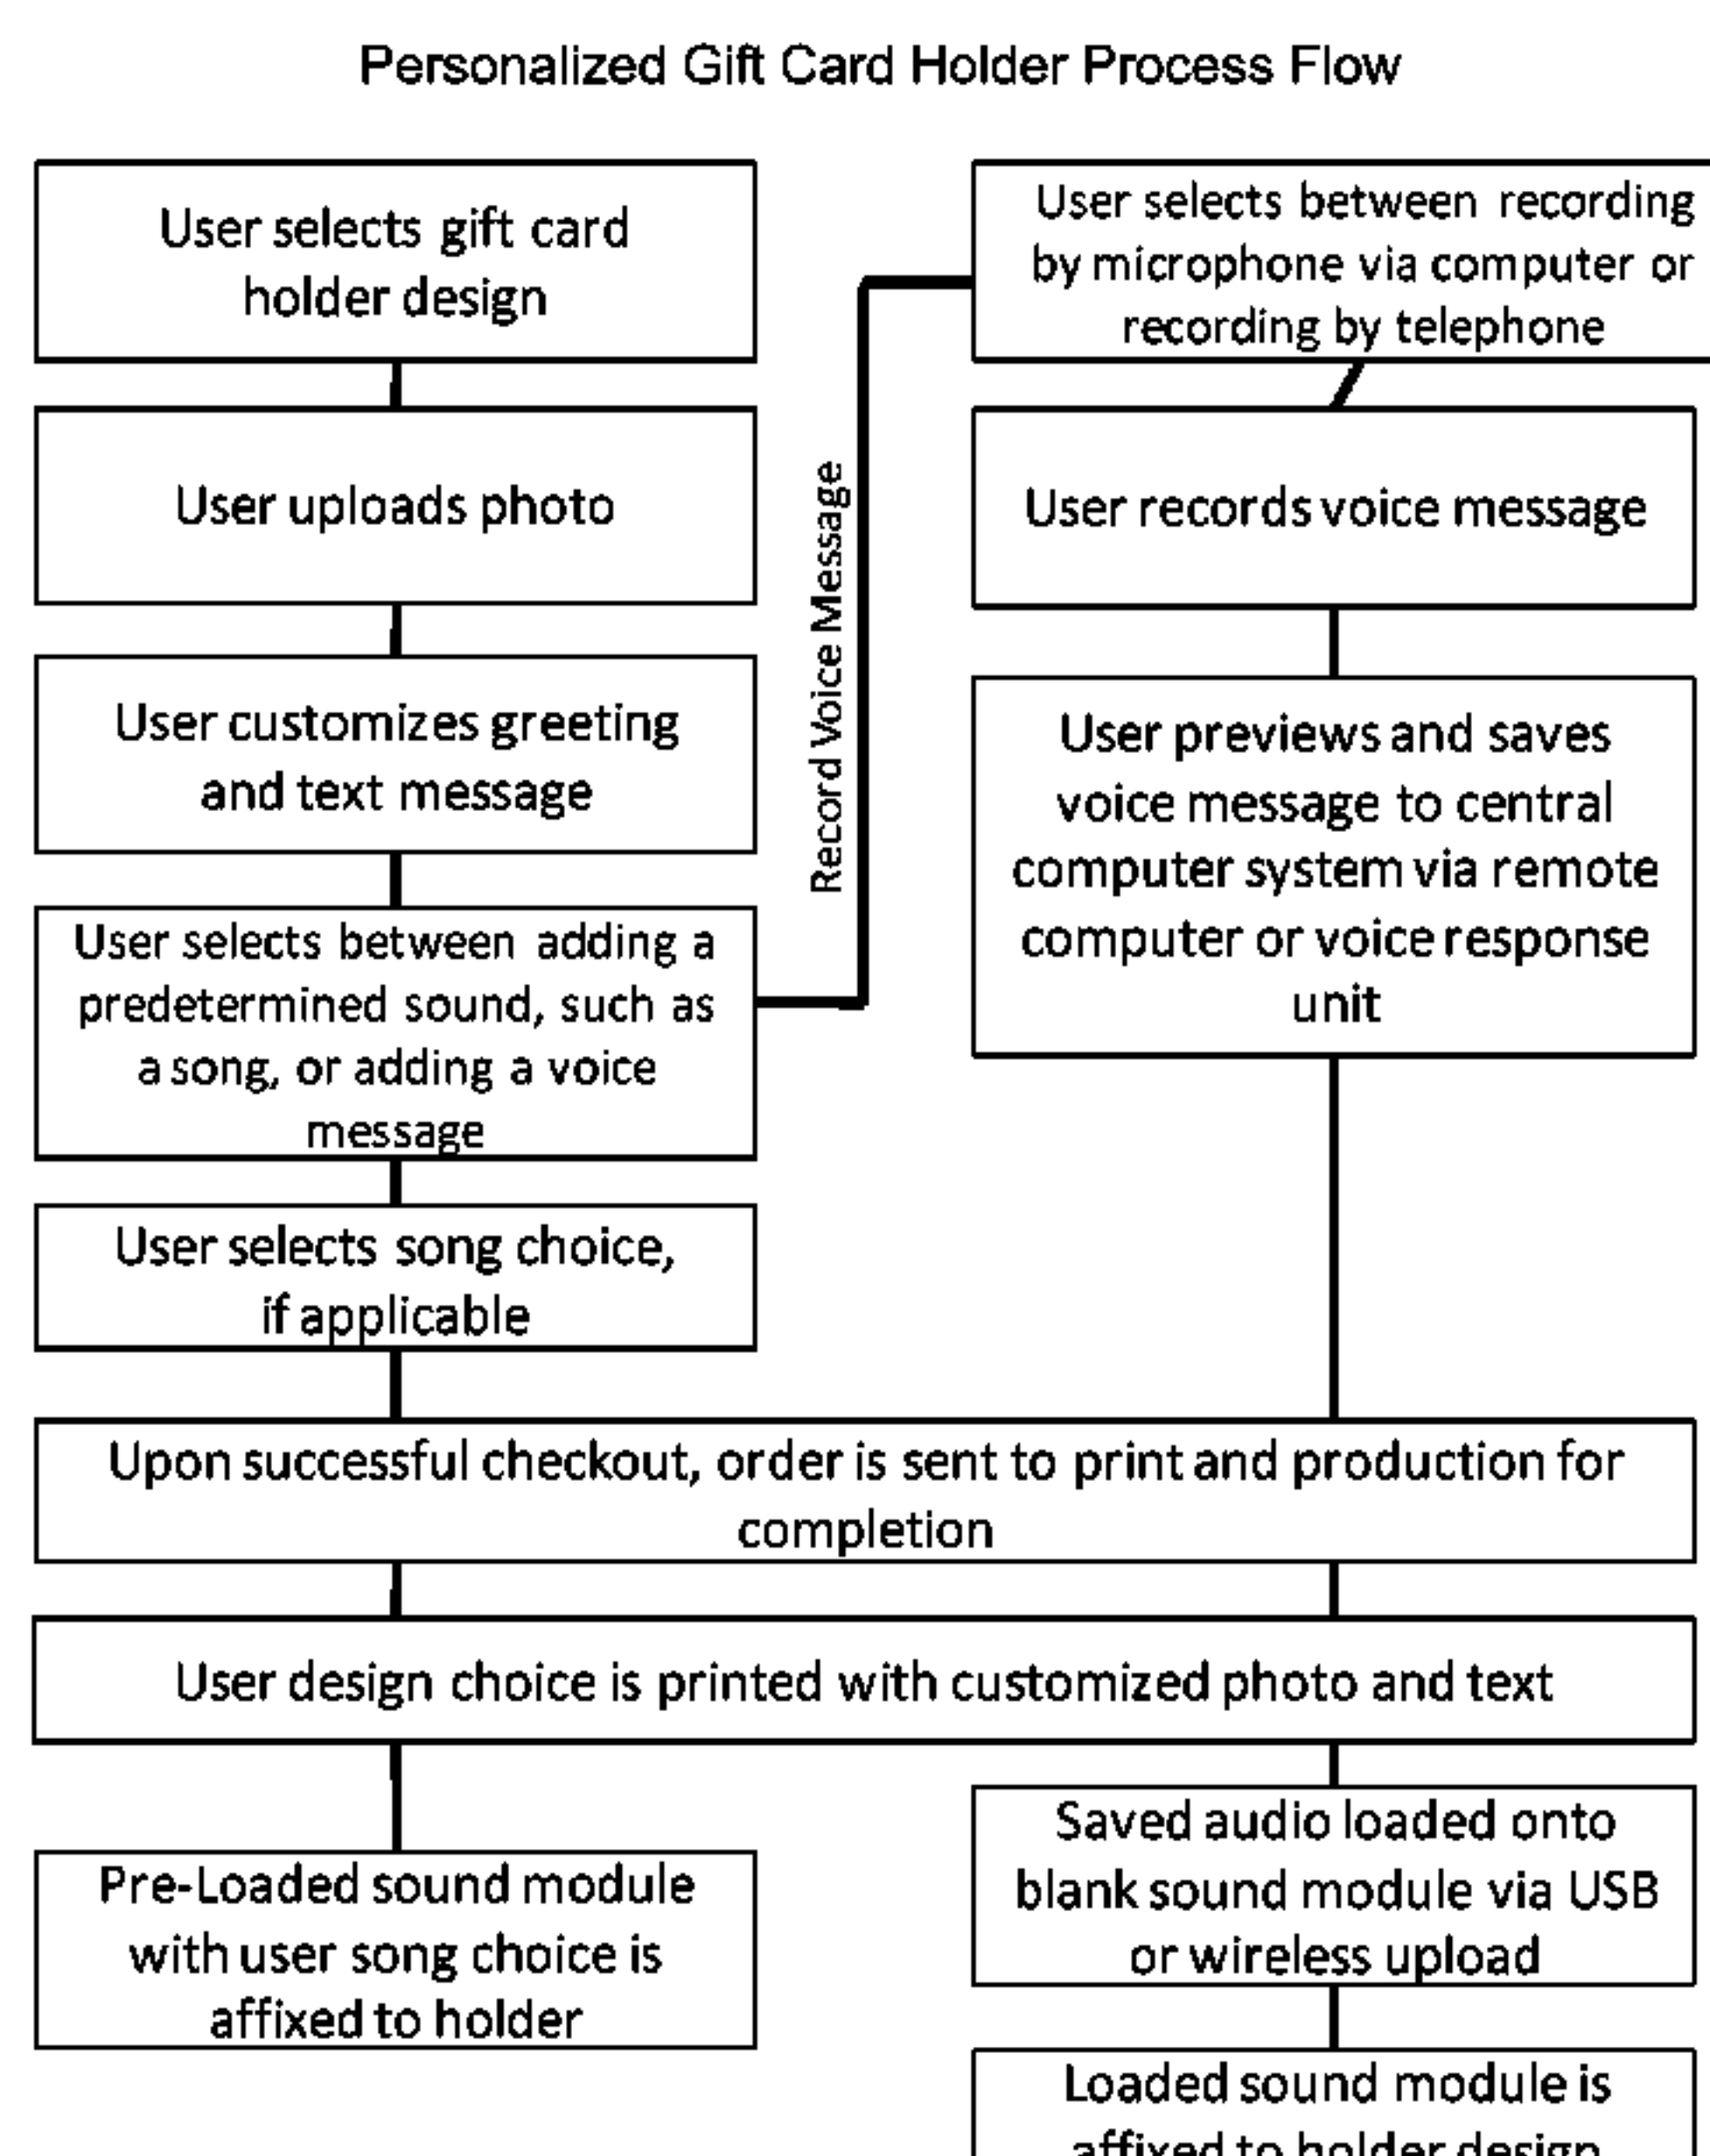 Personalized Gift Card Holder Process Flow
User selects gift card
holder design
User uploads photo
User customizes greeting
and text message
User selects between adding a
predetermined sound, such as
a song, or adding a voice
message
User selects song choice,
if applicable
Record Voice Message
User selects between recording
by microphone via computer or
recording by telephone
User records voice message
User previews and saves
voice message to central
computer system via remote
computer or voice response
unit
Upon successful checkout, order is sent to print and production for
completion
User design choice is printed with customized photo and text
Pre-Loaded sound module
with user song choice is
affixed to holder
Saved audio loaded onto
blank sound module via USB
or wireless upload
Loaded sound module is
affixed to holder design